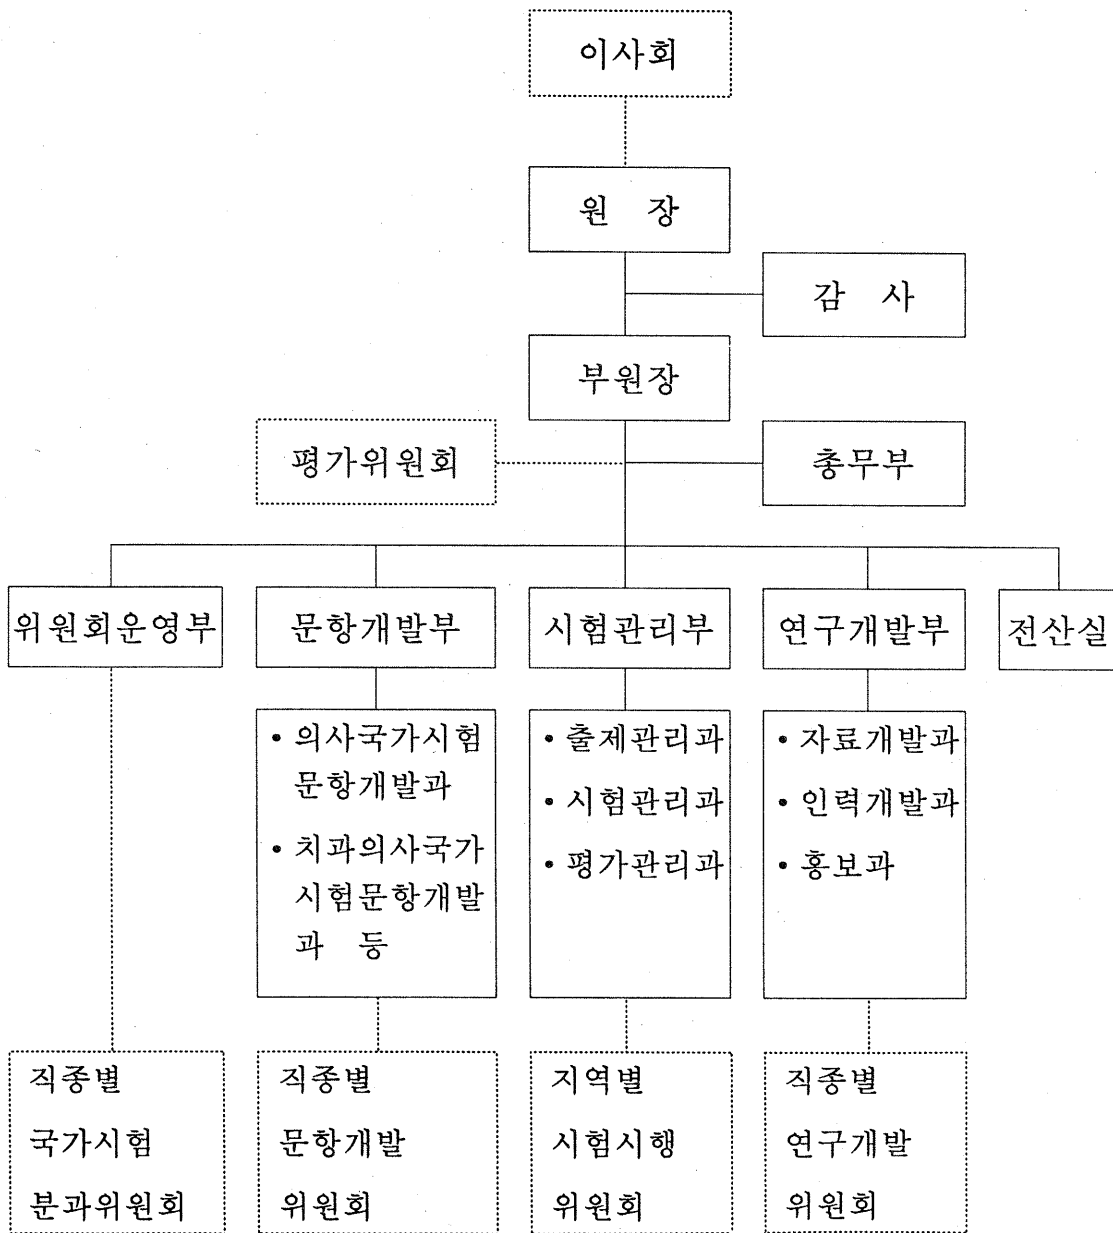 이사회
원 장
감 사
부원장
평가위원회
총무부
위원회운영부
문항개발부
시험관리부
연구개발부
전산실
• 의사국가시험
문항개발과
• 치과의사국가
시험문항개발
과 등
• 출제관리과
• 시험관리과
• 평가관리과
• 자료개발과
• 인력개발과
• 홍보과
직종별
국가시험
분과위원회
직종별
문항개발
위원회
지역별
시험시행
위원회
직종별
연구개발
위원회